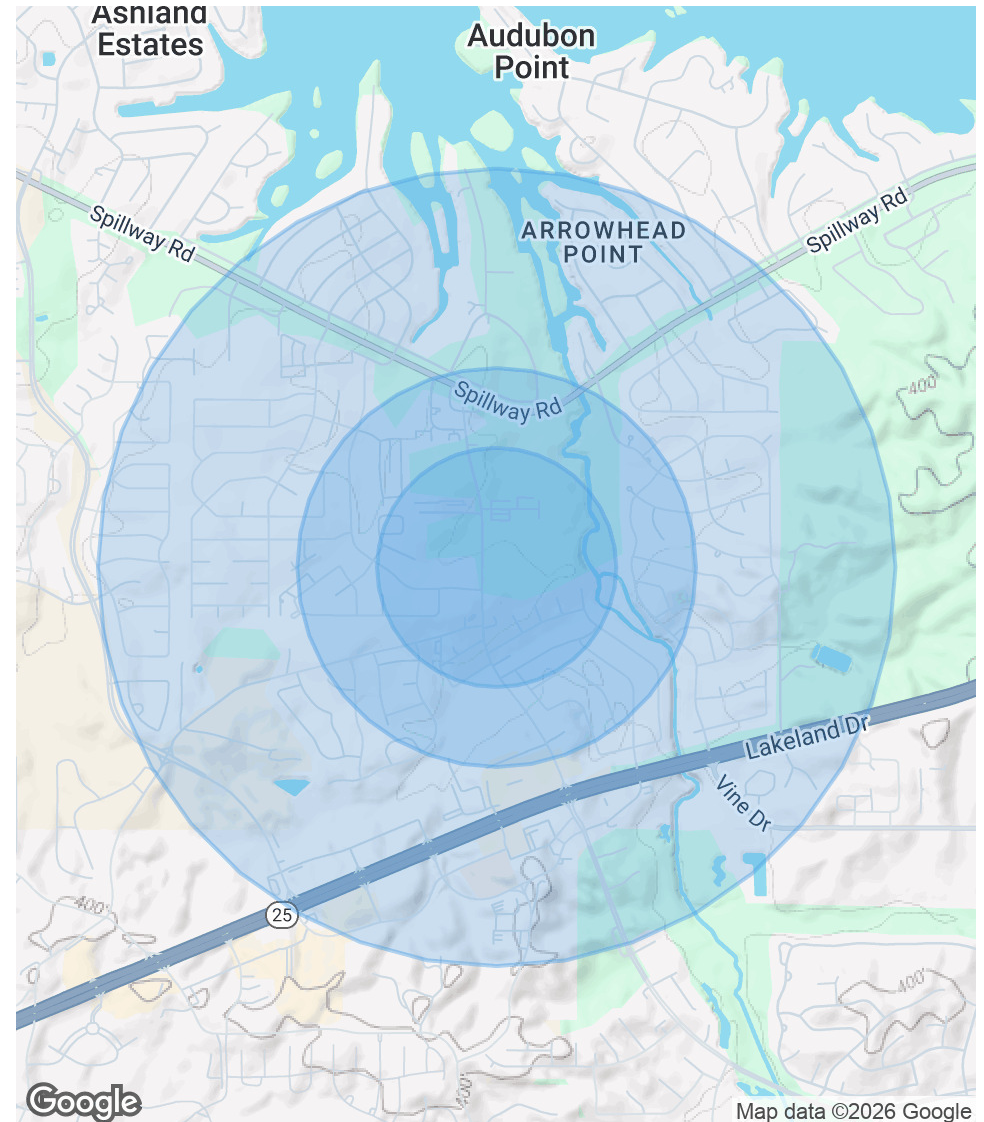 Ashland
Estates
Audubon
Point
Spillway Rd
Spillway Rd
ARROWHEAD
POINT
400'
Spillway Rd
Lakeland Dr
Vine Dr
400'
25
400'
400'
Google
Map data ©2026 Google